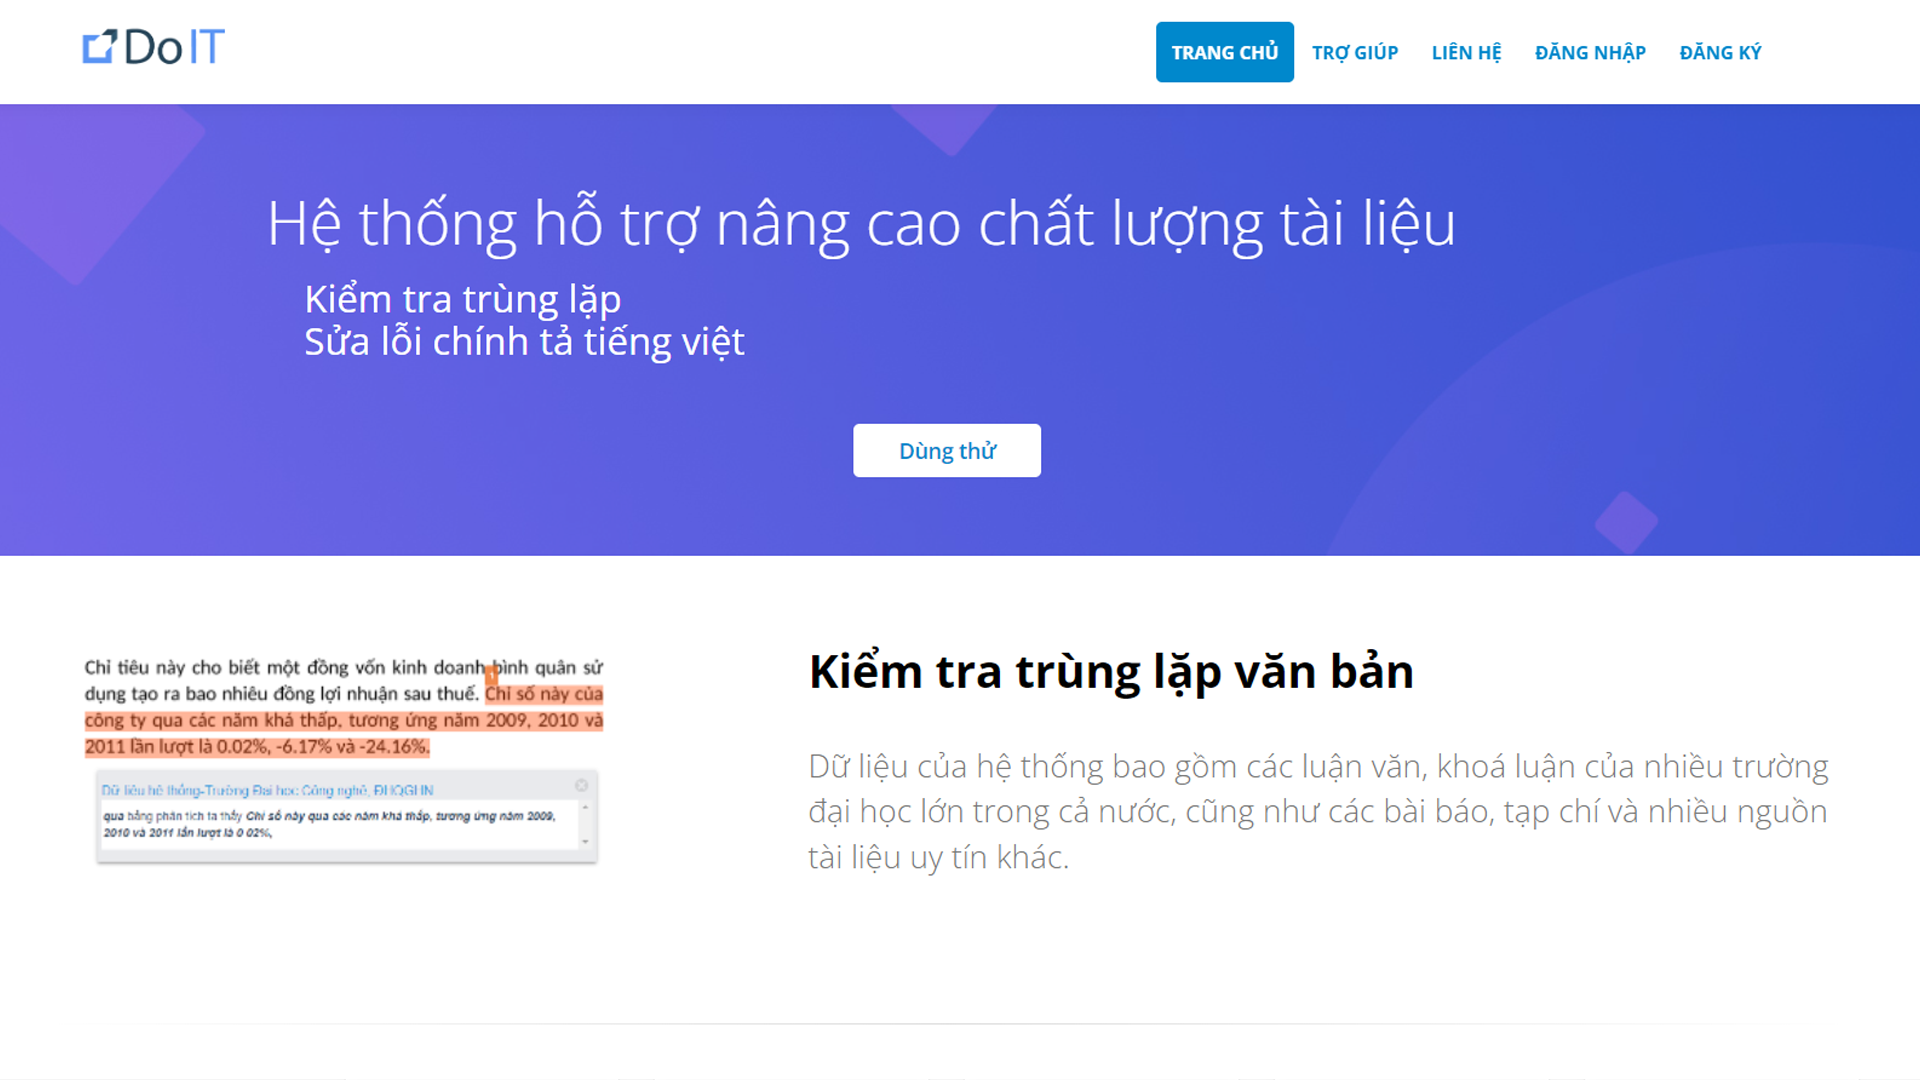 DoIT
TRANG CHỦ TRỢ GIÚP LIÊN HỆ ĐĂNG NHẬP ĐĂNG KÝ
Hệ thống hỗ trợ nâng cao chất lượng tài liệu
Kiểm tra trùng lặp
Sửa lỗi chính tả tiếng việt
Dùng thử
Chỉ tiêu này cho biết một đồng vốn kinh doanh bình quân sử
dụng tạo ra bao nhiêu đồng lợi nhuận sau thuế. Chỉ số này của
công ty qua các năm khá thấp, tương ứng năm 2009, 2010 và
2011 lần lượt là 0.02%, -6.17% và -24.16%.
1
Dữ liệu hệ thống-Trường Đại học Công nghệ, ĐHQGHN
qua bảng phân tích ta thấy Chỉ số này qua các năm khá thấp, tương ứng năm 2009,
2010 và 2011 lần lượt là 0 02%,
Kiểm tra trùng lặp văn bản
Dữ liệu của hệ thống bao gồm các luận văn, khoá luận của nhiều trường
đại học lớn trong cả nước, cũng như các bài báo, tạp chí và nhiều nguồn
tài liệu uy tín khác.